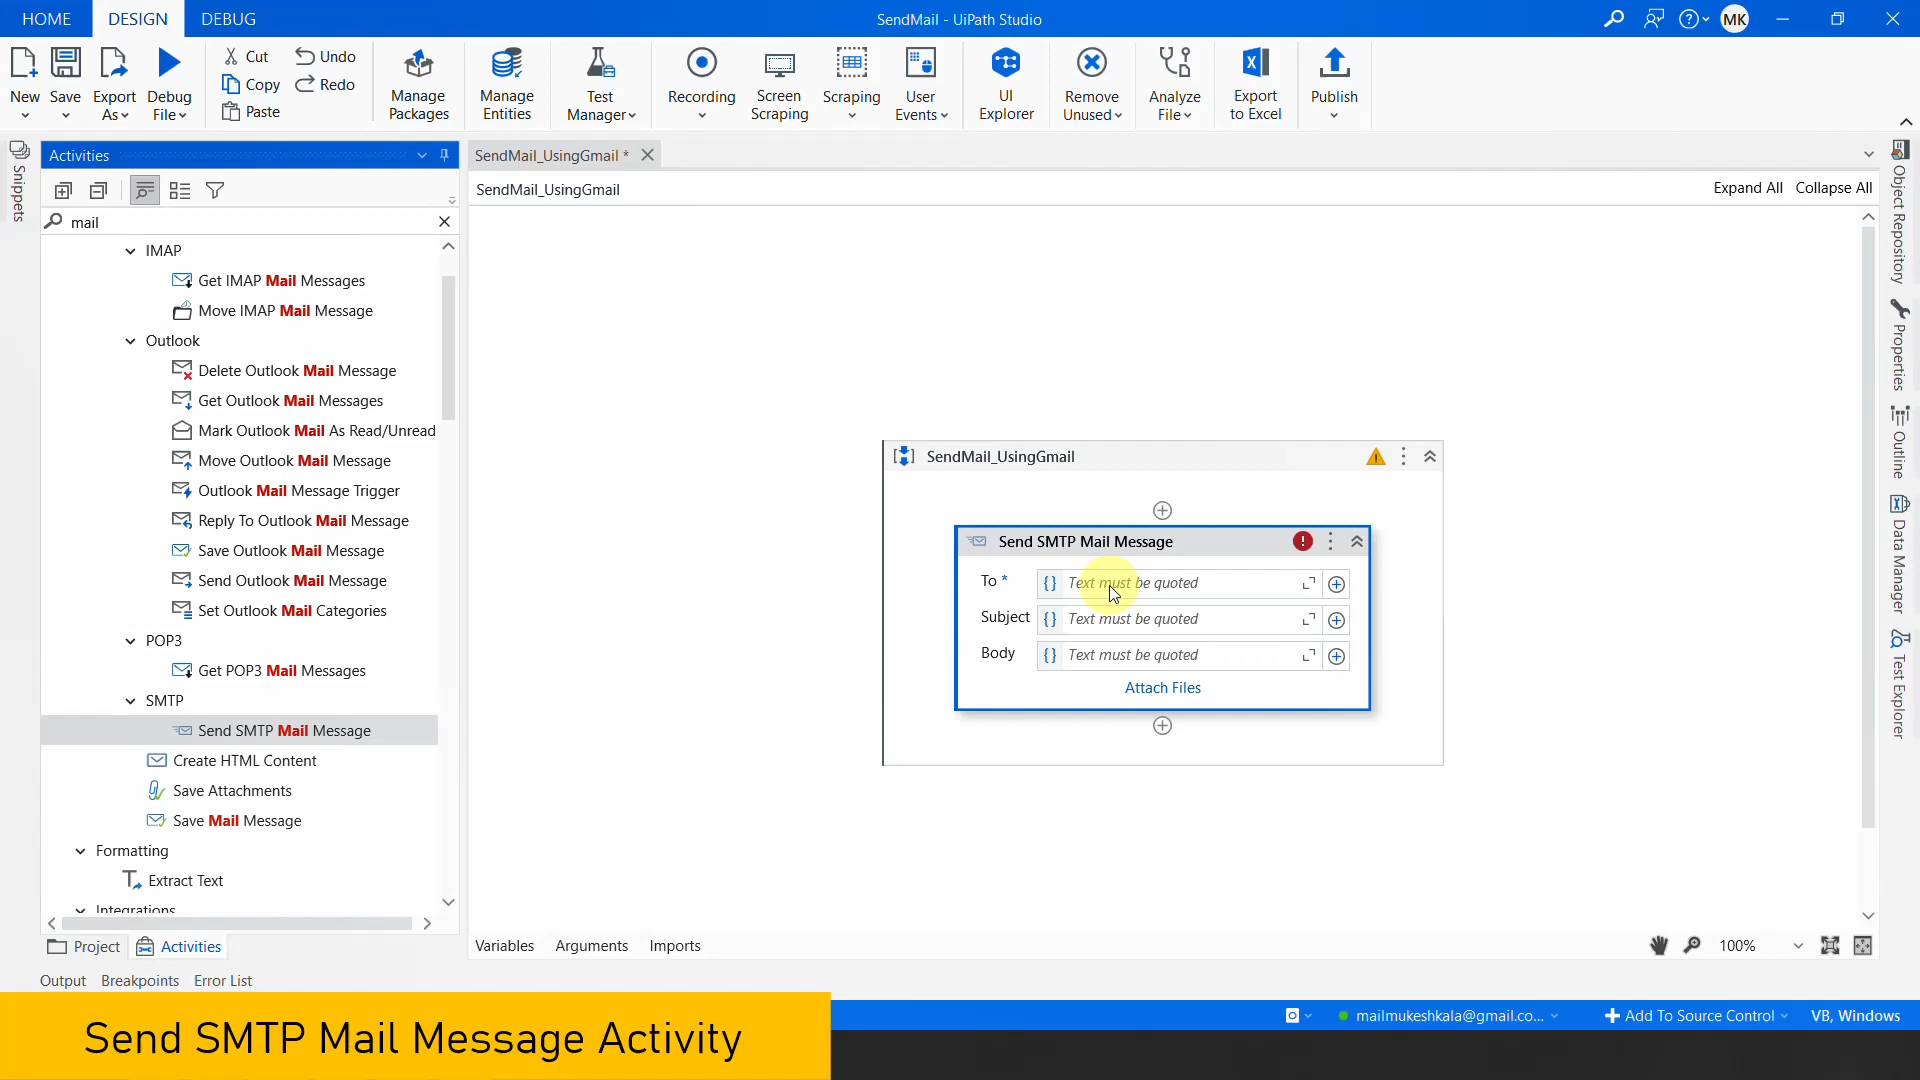 HOME DESIGN DEBUG SendMail - UiPath Studio MK
New Save Export As Debug File
Cut Copy Paste Undo Redo
Manage Packages
Manage Entities
Test Manager
Recording
Screen Scraping
Scraping
User Events
UI Explorer
Remove Unused
Analyze File
Export to Excel
Publish
Snippets
Activities
mail
IMAP
Get IMAP Mail Messages
Move IMAP Mail Message
Outlook
Delete Outlook Mail Message
Get Outlook Mail Messages
Mark Outlook Mail As Read/Unread
Move Outlook Mail Message
Outlook Mail Message Trigger
Reply To Outlook Mail Message
Save Outlook Mail Message
Send Outlook Mail Message
Set Outlook Mail Categories
POP3
Get POP3 Mail Messages
SMTP
Send SMTP Mail Message
Create HTML Content
Save Attachments
Save Mail Message
Formatting
Extract Text
Integrations
Project Activities
Output Breakpoints Error List
SendMail_UsingGmail *
SendMail_UsingGmail
Expand All Collapse All
SendMail_UsingGmail
Send SMTP Mail Message
To * Text must be quoted
Subject Text must be quoted
Body Text must be quoted
Attach Files
Variables Arguments Imports
100%
Object Repository
Properties
Outline
Data Manager
Test Explorer
mailmukeshkala@gmail.co...
Add To Source Control
VB, Windows
Send SMTP Mail Message Activity